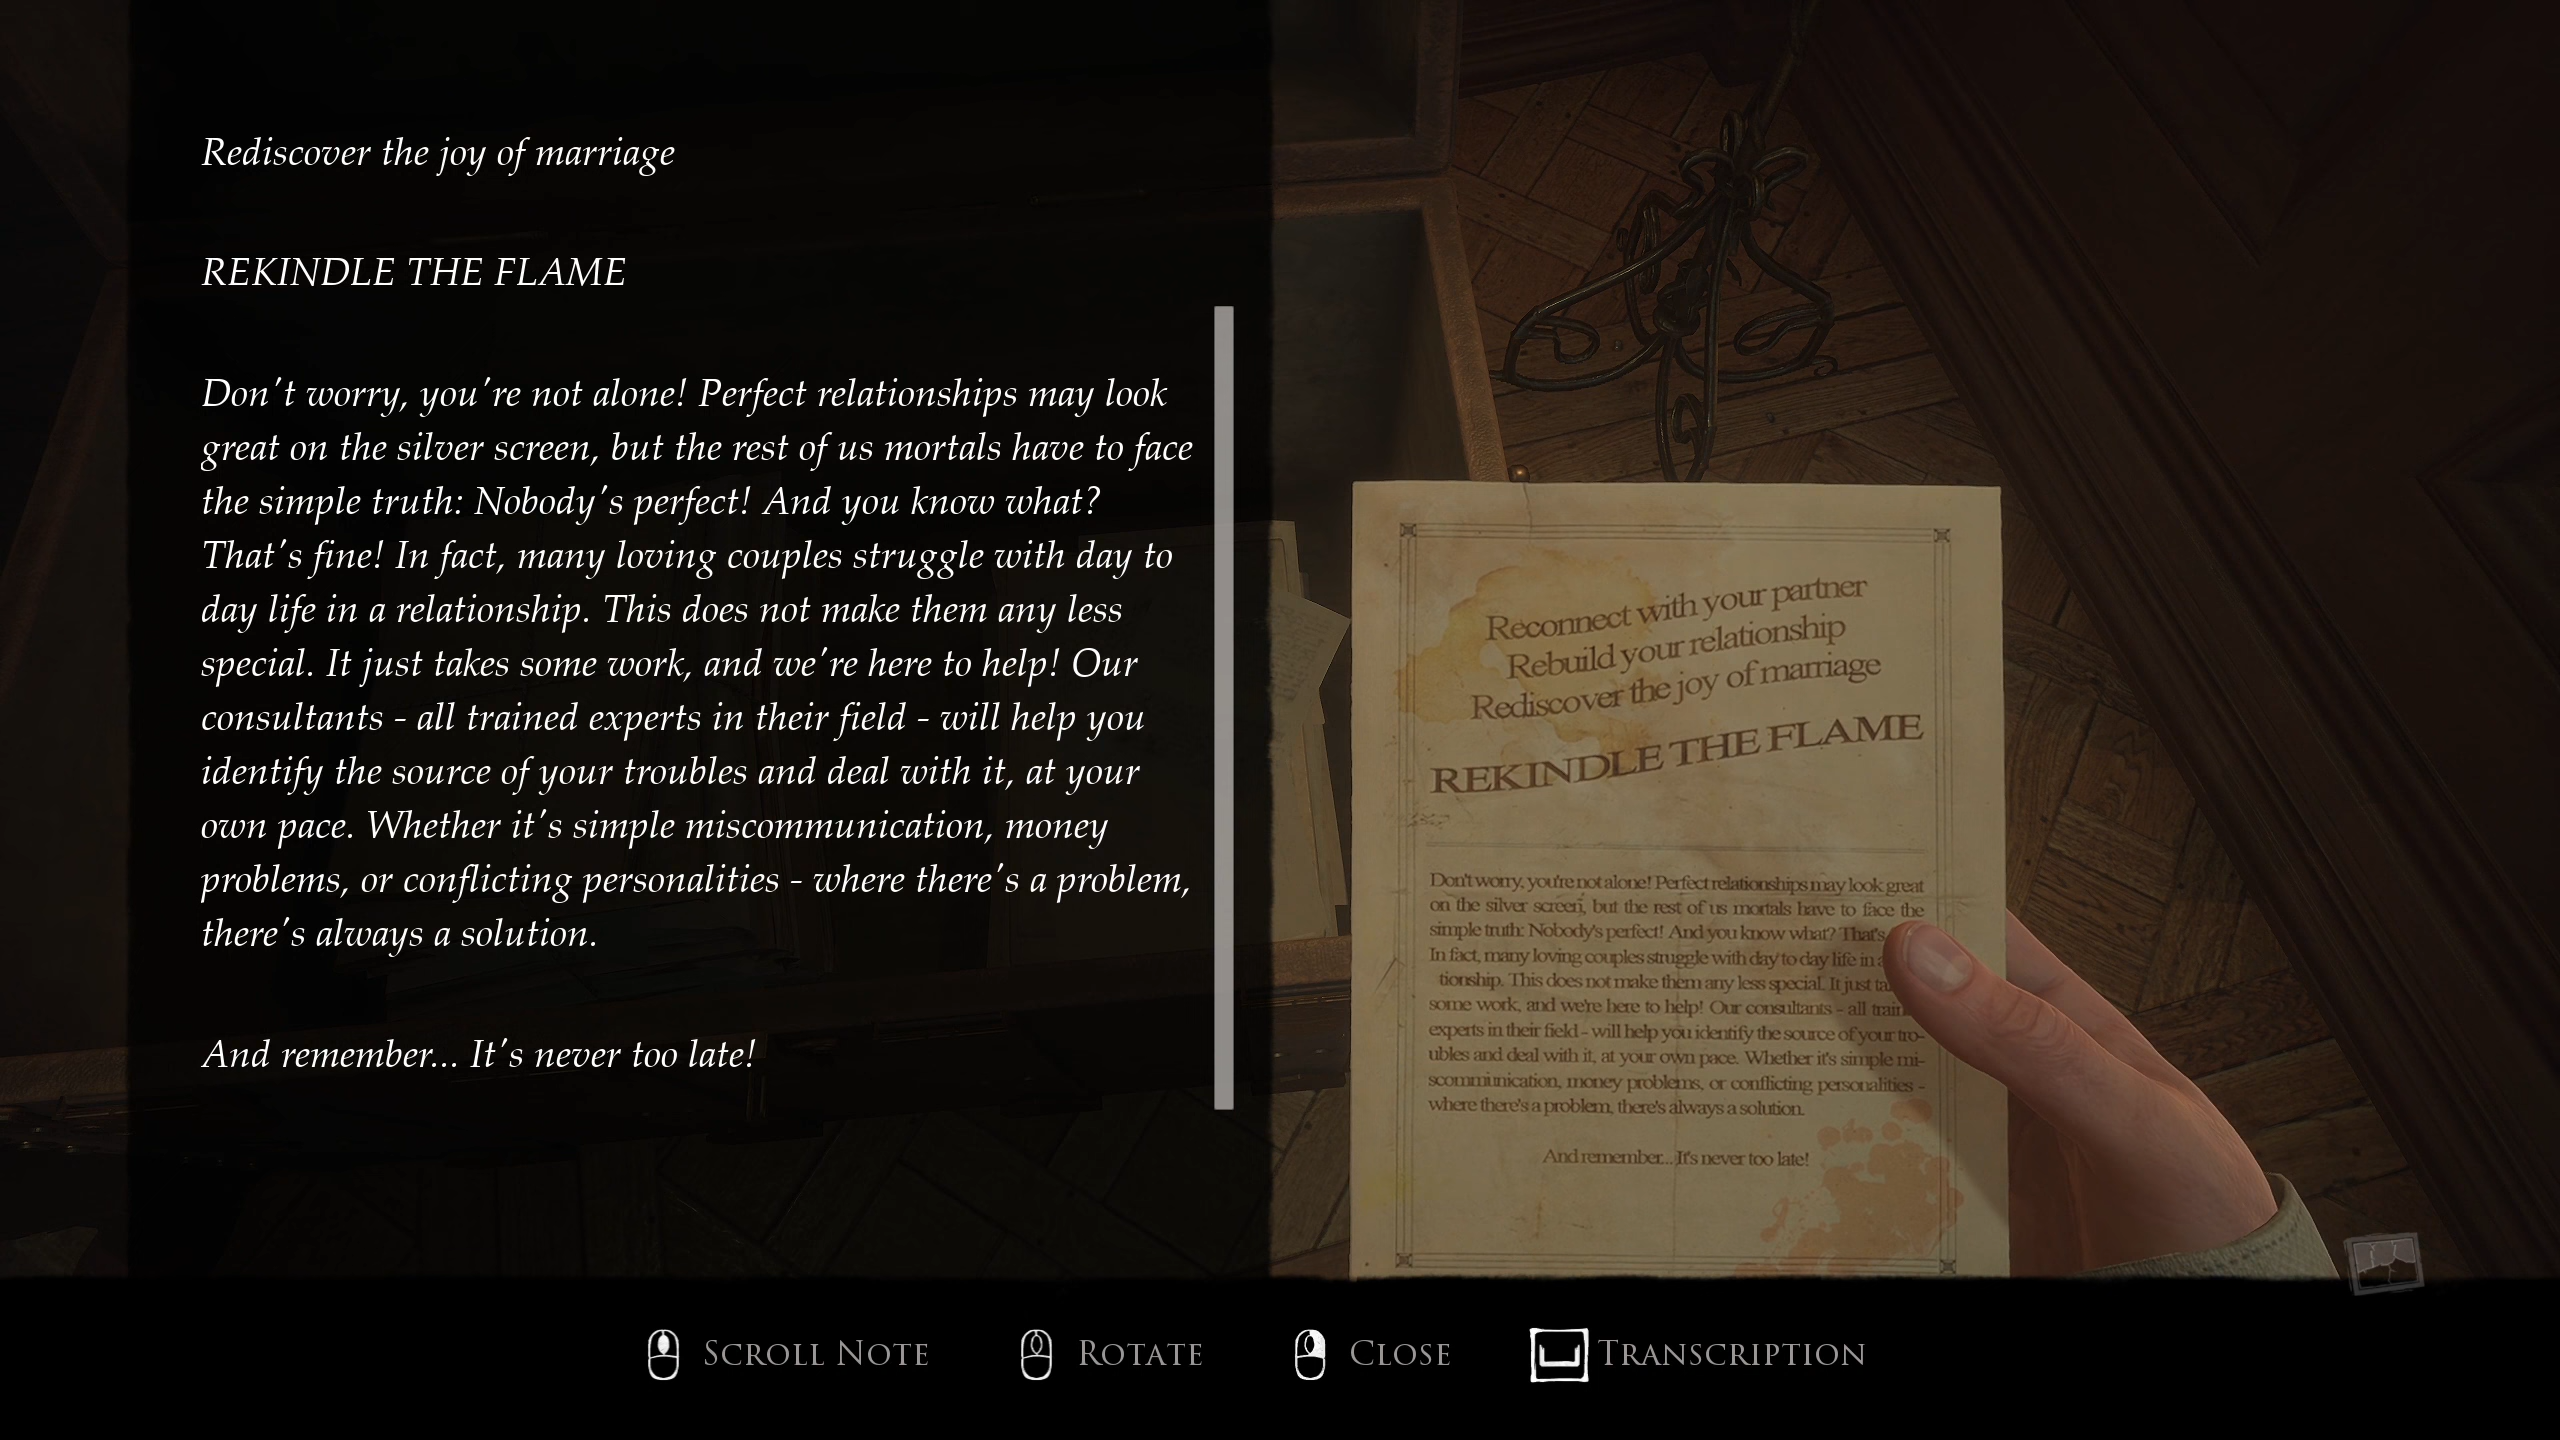 Rediscover the joy of marriage
REKINDLE THE FLAME
Don't worry, you're not alone! Perfect relationships may look
great on the silver screen, but the rest of us mortals have to face
the simple truth: Nobody's perfect! And you know what?
That's fine! In fact, many loving couples struggle with day to
day life in a relationship. This does not make them any less
special. It just takes some work, and we're here to help! Our
consultants - all trained experts in their field - will help you
identify the source of your troubles and deal with it, at your
own pace. Whether it's simple miscommunication, money
problems, or conflicting personalities - where there's a problem,
there's always a solution.
And remember... It's never too late!
Reconnect with your partner
Rebuild your relationship
Rediscover the joy of marriage
REKINDLE THE FLAME
Don't worry, you're not alone! Perfect relationships may look great
on the silver screen, but the rest of us mortals have to face the
simple truth: Nobody's perfect! And you know what? That's
In fact, many loving couples struggle with day to day life in a
tionship. This does not make them any less special. It just ta
some work, and we're here to help! Our consultants - all train
experts in their field - will help you identify the source of your tro-
ubles and deal with it, at your own pace. Whether it's simple mi-
scommunication, money problems, or conflicting personalities -
where there's a problem, there's always a solution.
And remember... It's never too late!
SCROLL NOTE
ROTATE
CLOSE
TRANSCRIPTION